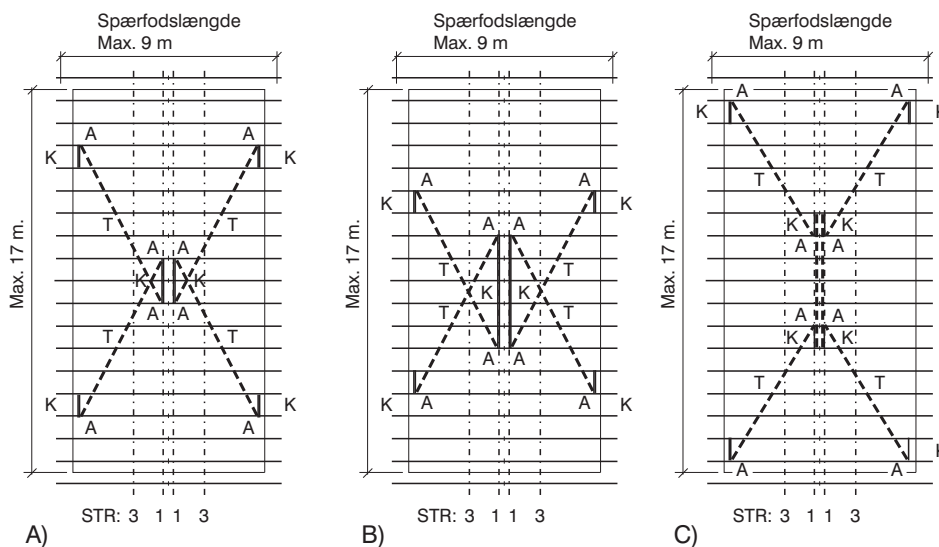 Spærfodslængde
Max. 9 m
Spærfodslængde
Max. 9 m
Spærfodslængde
Max. 9 m
A A
K K
T T
A A
K K
A A
T T
K K
A A
Max. 17 m.
STR: 3 1 1 3
A)
A A
K K
A A
T T
K K
T T
A A
K K
A A
Max. 17 m.
STR: 3 1 1 3
B)
A A
K K
T T
K K
A A
A A
K K
T T
K
A A
Max. 17 m.
STR: 3 1 1 3
C)